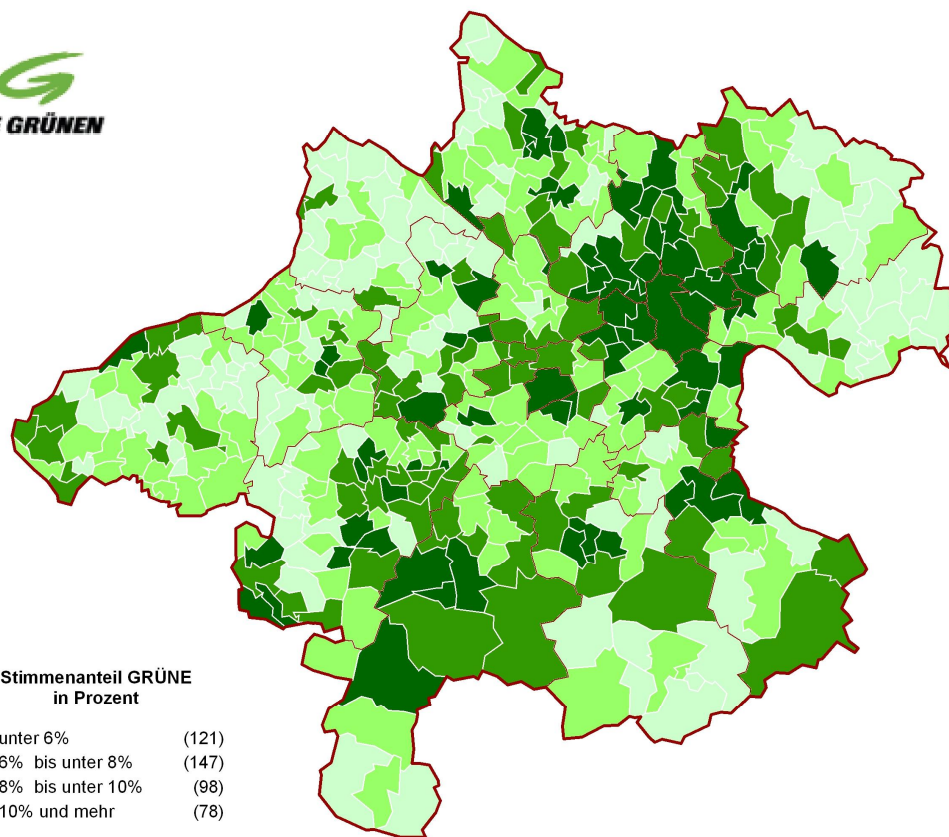 GRÜNEN
Stimmenanteil GRÜNE
in Prozent
unter 6% (121)
6% bis unter 8% (147)
8% bis unter 10% (98)
10% und mehr (78)